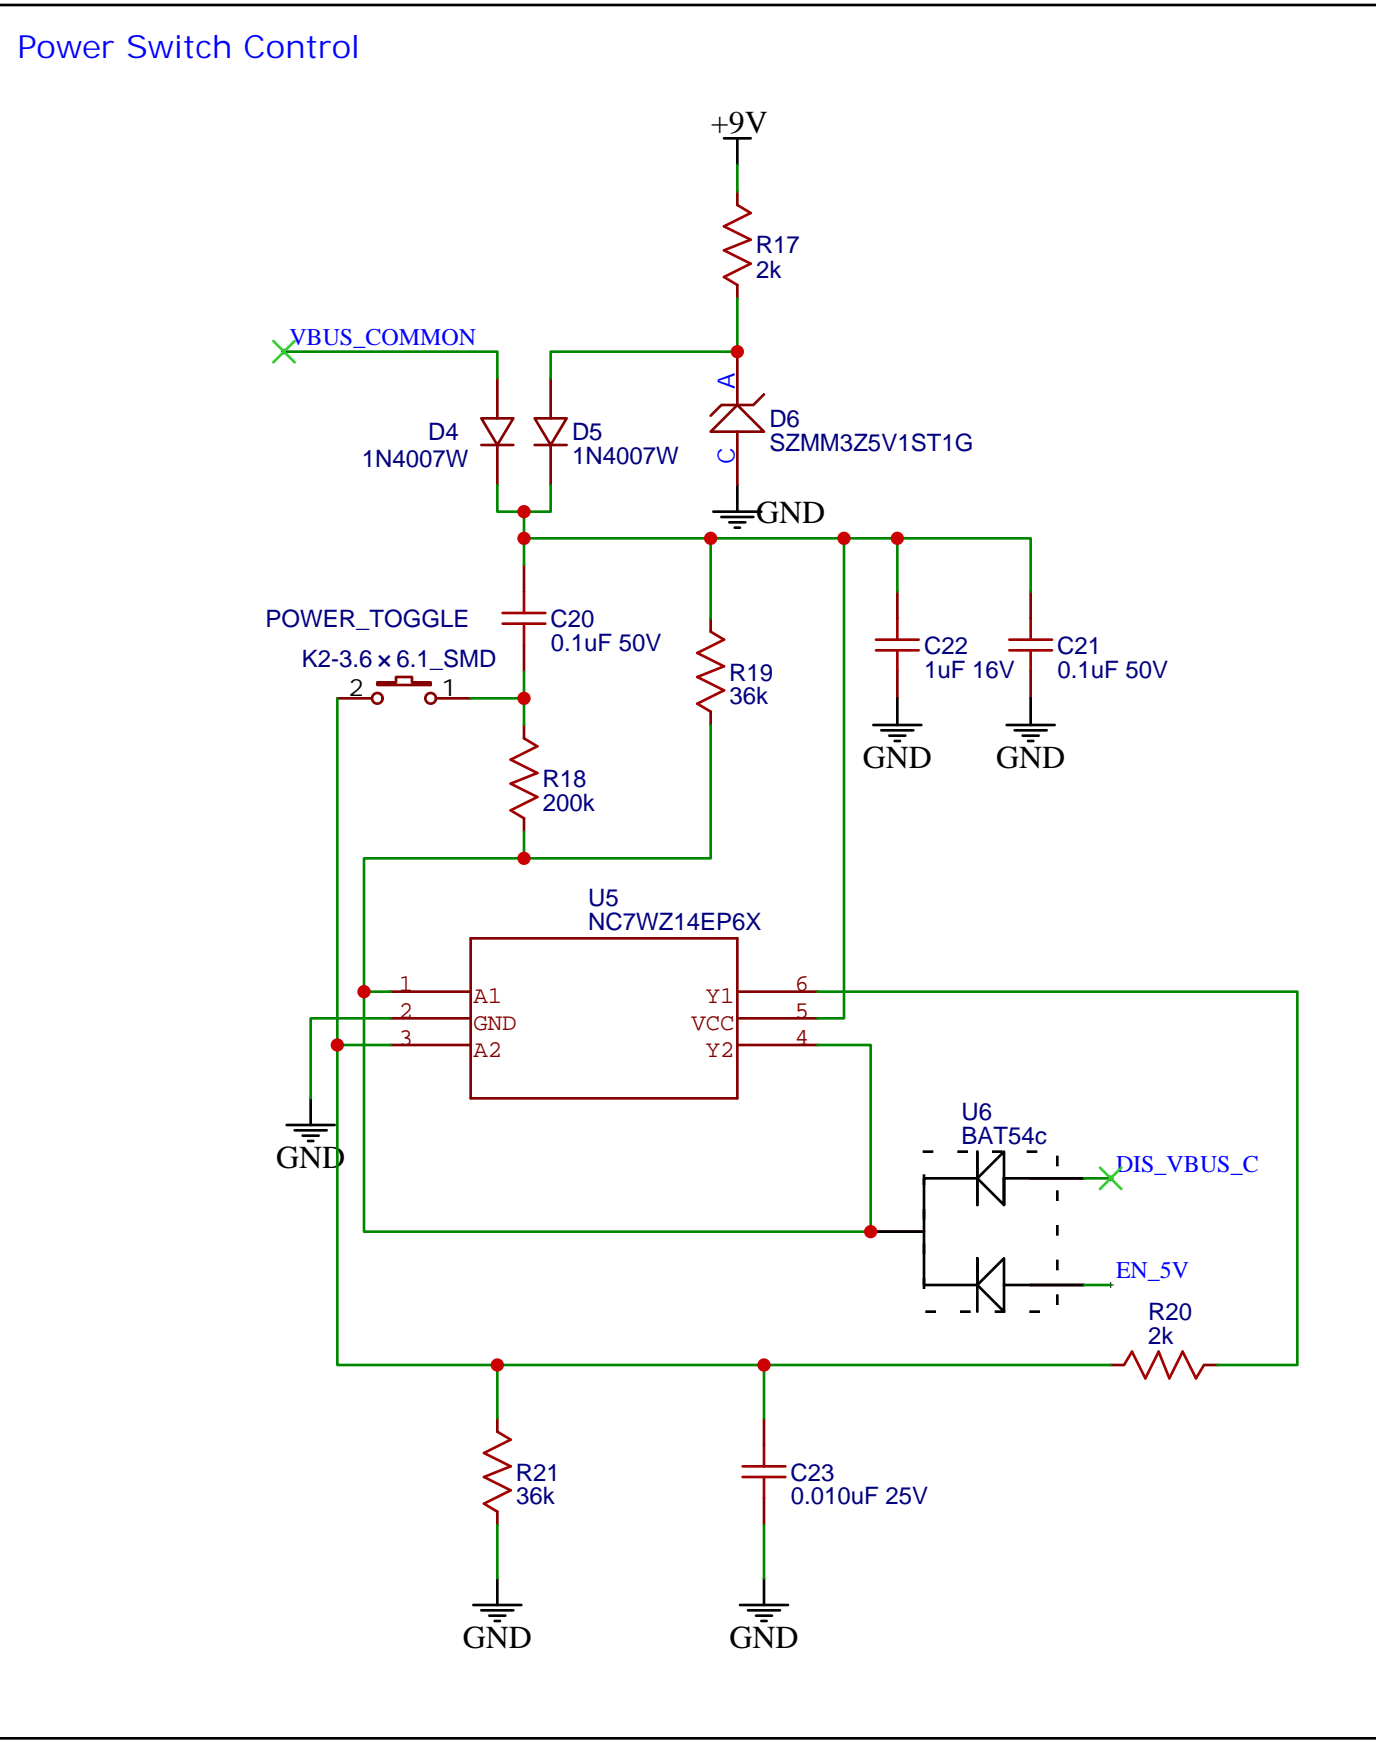 Power Switch Control
+9V
R17
2k
VBUS_COMMON
A
D4
1N4007W
D5
1N4007W
D6
SZMM3Z5V1ST1G
C
GND
POWER_TOGGLE
K2-3.6×6.1_SMD
2
1
C20
0.1uF 50V
R19
36k
C22
1uF 16V
C21
0.1uF 50V
GND
GND
R18
200k
U5
NC7WZ14EP6X
1
A1
Y1
6
2
GND
VCC
5
3
A2
Y2
4
GND
U6
BAT54c
DIS_VBUS_C
EN_5V
R20
2k
R21
36k
C23
0.010uF 25V
GND
GND